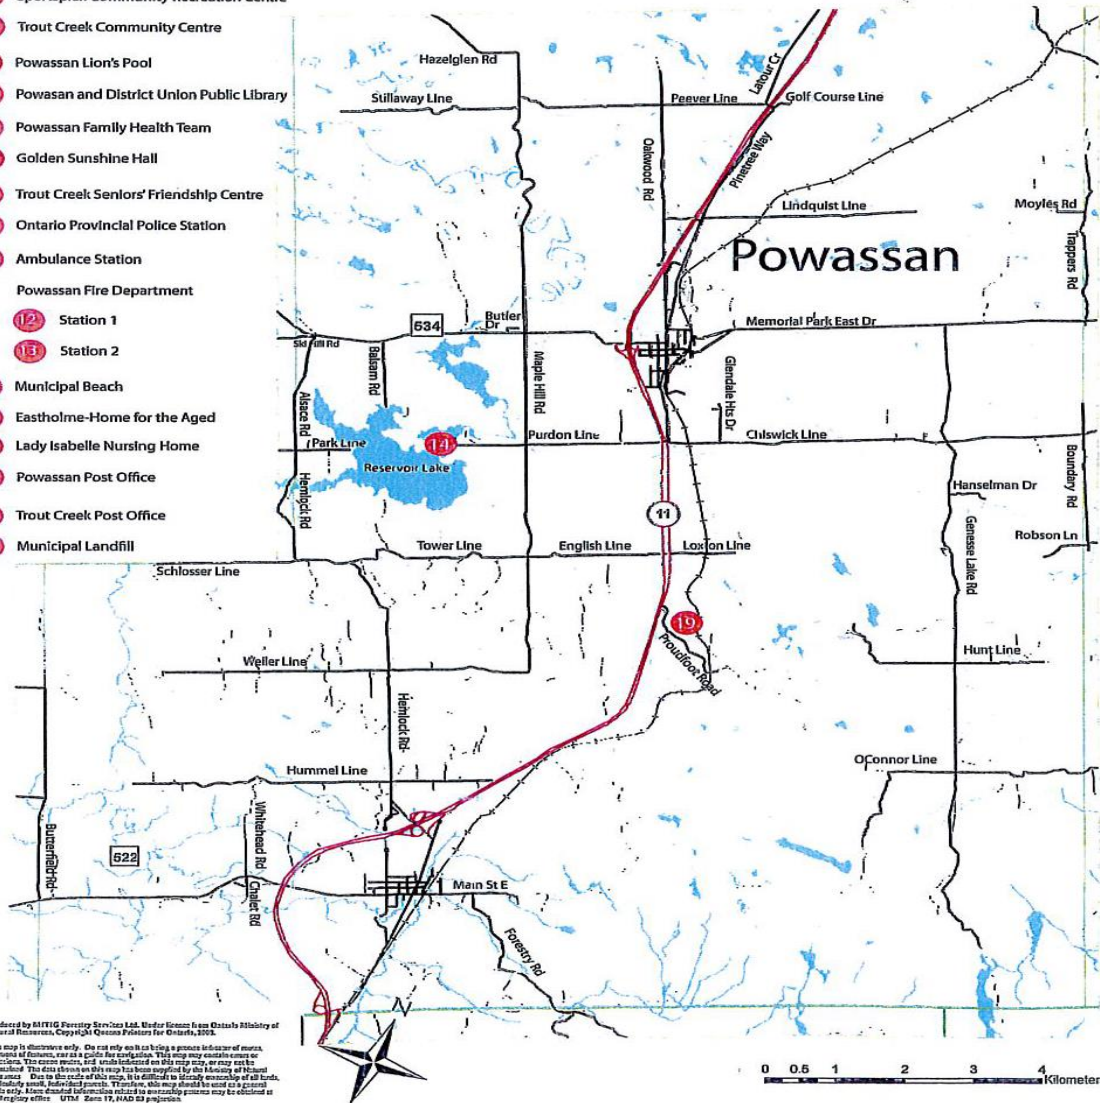 Trout Creek Community Centre
Powassan Lion's Pool
Powasan and District Union Public Library
Powassan Family Health Team
Golden Sunshine Hall
Trout Creek Seniors' Friendship Centre
Ontario Provincial Police Station
Ambulance Station
Powassan Fire Department
12 Station 1
13 Station 2
Municipal Beach
Eastholme-Home for the Aged
Lady Isabelle Nursing Home
Powassan Post Office
Trout Creek Post Office
Municipal Landfill
Hazelglen Rd
Stillaway Line
Peever Line
Latour Cr
Golf Course Line
Oakwood Rd
Pinetree Way
Lindquist Line
Moyles Rd
Trappers Rd
Powassan
534
Butler Dr
Memorial Park East Dr
Ski Hill Rd
Balsam Rd
Maple Hill Rd
Glendale Hts Dr
Alsace Rd
Park Line
14
Purdon Line
Chiswick Line
Reservoir Lake
Hemlock Rd
11
Boundary Rd
Hanselman Dr
Genesse Lake Rd
Robson Ln
Tower Line
English Line
Loxton Line
Schlosser Line
19
Proudfoot Road
Weiler Line
Hunt Line
Hemlock Rd
Hummel Line
OConnor Line
Whitehead Rd
Butterfield Rd
522
Chalet Rd
Main St E
Forestry Rd
N
0 0.5 1 2 3 4
Kilometer